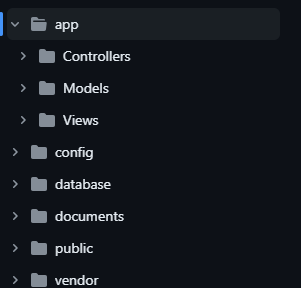 app
Controllers
Models
Views
config
database
documents
public
vendor